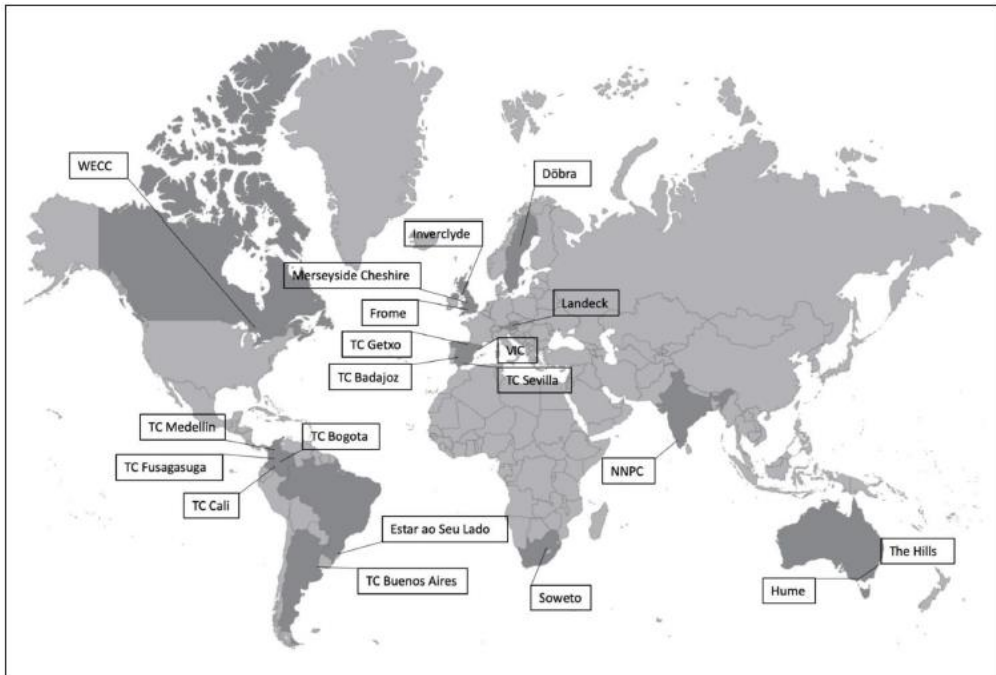 Döbra
WECC
Inverclyde
Merseyside Cheshire
Landeck
Frome
TC Getxo
VIC
TC Badajoz
TC Sevilla
TC Medellin
TC Bogota
TC Fusagasuga
NNPC
TC Cali
Estar ao Seu Lado
The Hills
TC Buenos Aires
Hume
Soweto